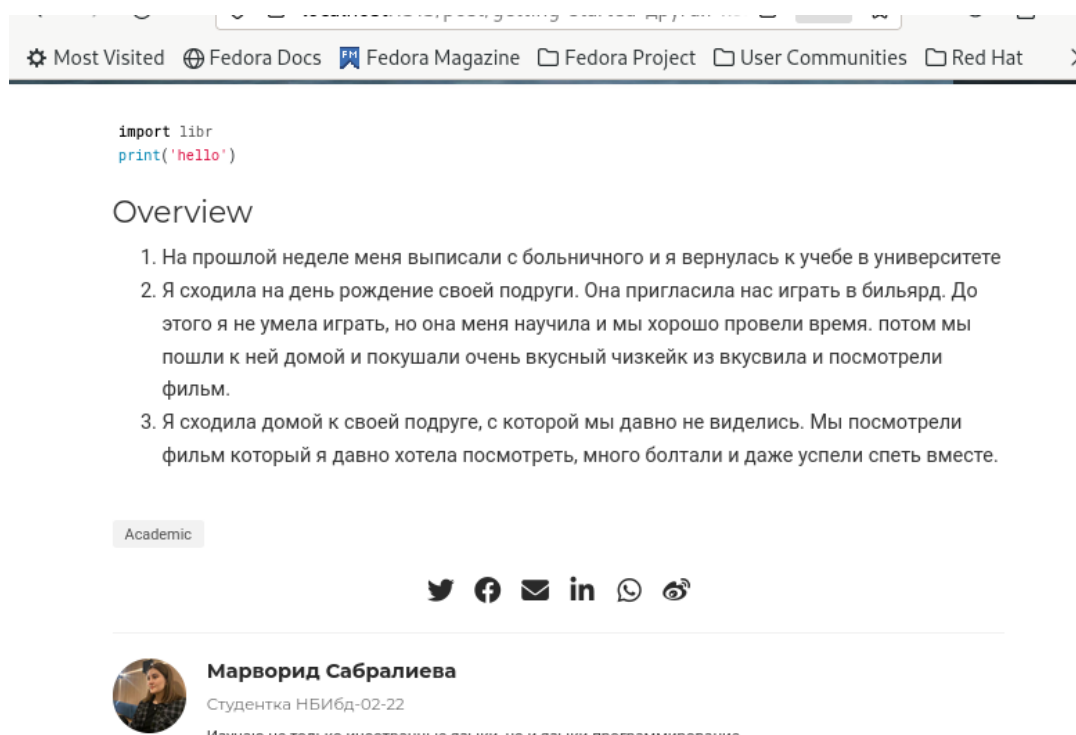 Most Visited Fedora Docs Fedora Magazine Fedora Project User Communities Red Hat
import libr
print('hello')
Overview
1. На прошлой неделе меня выписали с больничного и я вернулась к учебе в университете
2. Я сходила на день рождение своей подруги. Она пригласила нас играть в бильярд. До
этого я не умела играть, но она меня научила и мы хорошо провели время. потом мы
пошли к ней домой и покушали очень вкусный чизкейк из вкусвила и посмотрели
фильм.
3. Я сходила домой к своей подруге, с которой мы давно не виделись. Мы посмотрели
фильм который я давно хотела посмотреть, много болтали и даже успели спеть вместе.
Academic
Марворид Сабралиева
Студентка НБИбд-02-22